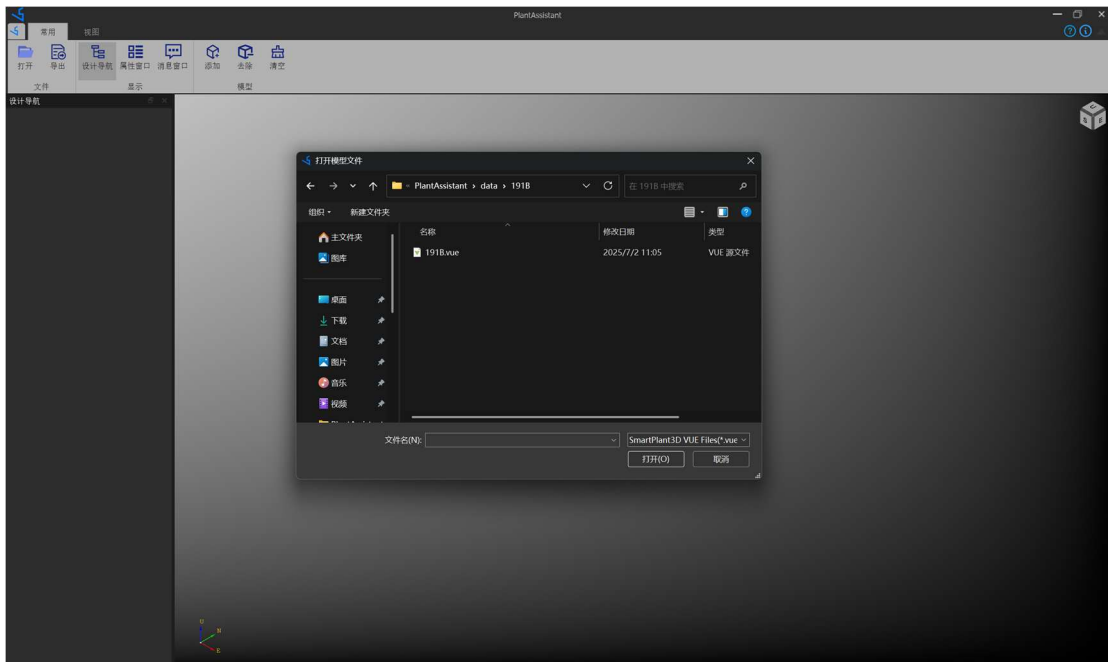 PlantAssistant
常用 视图
打开 导出 设计导航 属性窗口 消息窗口 添加 去除 清空
文件 显示 模型
设计导航
打开模型文件
PlantAssistant › data › 191B
在 191B 中搜索
组织 新建文件夹
名称 修改日期 类型
191B.vue 2025/7/2 11:05 VUE 源文件
主文件夹
图库
桌面
下载
文档
图片
音乐
视频
文件名(N):
SmartPlant3D VUE Files(*.vue
打开(O) 取消
U
N
E
U
S
E